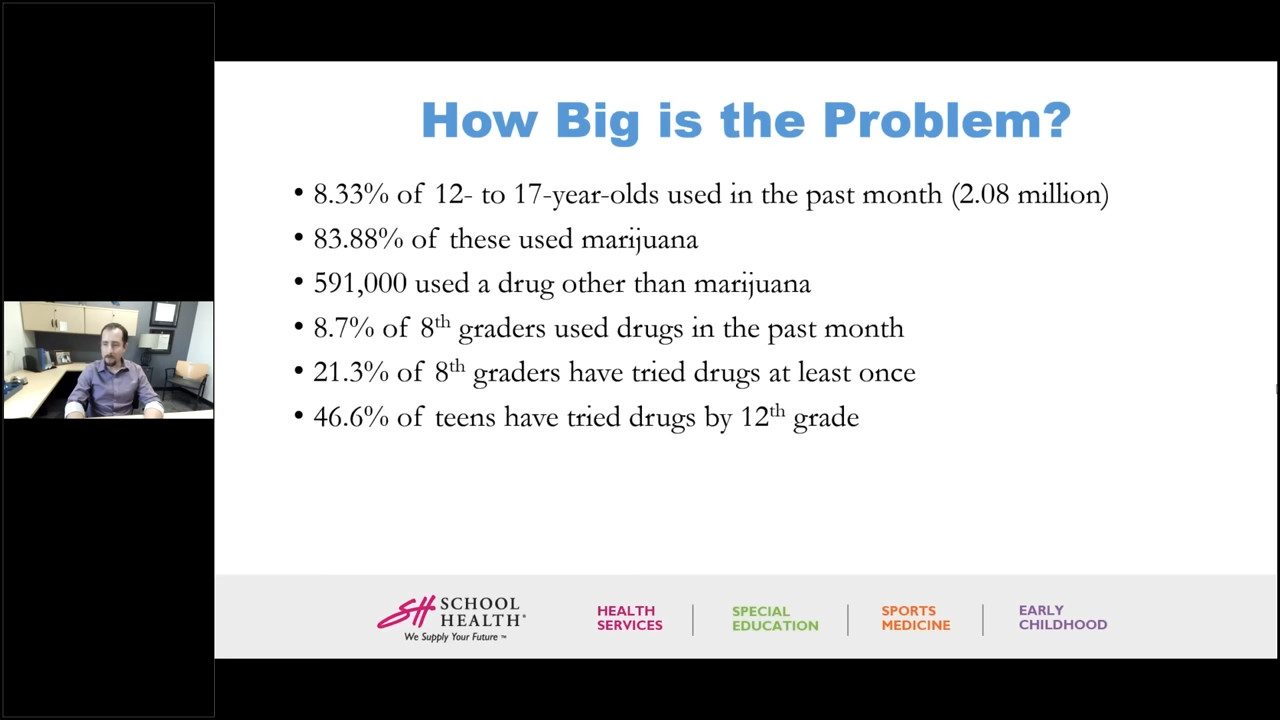 How Big is the Problem?
• 8.33% of 12- to 17-year-olds used in the past month (2.08 million)
• 83.88% of these used marijuana
• 591,000 used a drug other than marijuana
• 8.7% of 8th graders used drugs in the past month
• 21.3% of 8th graders have tried drugs at least once
• 46.6% of teens have tried drugs by 12th grade
SH SCHOOL
HEALTH®
We Supply Your Future ™
HEALTH
SERVICES
SPECIAL
EDUCATION
SPORTS
MEDICINE
EARLY
CHILDHOOD